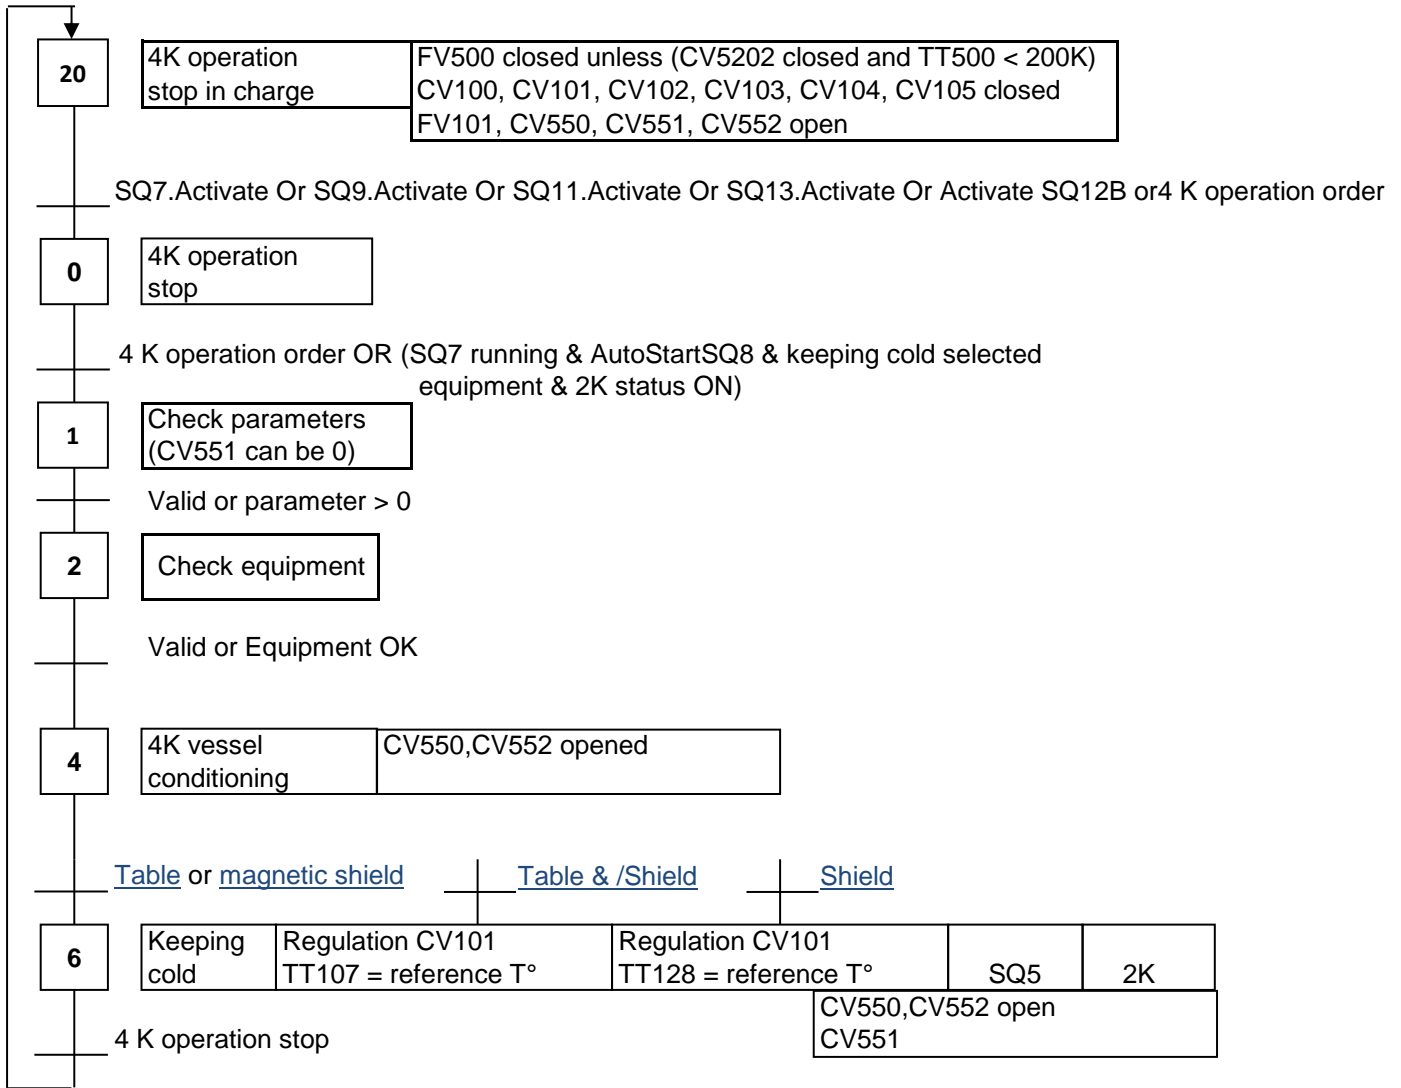 20
4K operation
stop in charge
FV500 closed unless (CV5202 closed and TT500 < 200K)
CV100, CV101, CV102, CV103, CV104, CV105 closed
FV101, CV550, CV551, CV552 open
SQ7.Activate Or SQ9.Activate Or SQ11.Activate Or SQ13.Activate Or Activate SQ12B or4 K operation order
0
4K operation
stop
4 K operation order OR (SQ7 running & AutoStartSQ8 & keeping cold selected
equipment & 2K status ON)
1
Check parameters
(CV551 can be 0)
Valid or parameter > 0
2
Check equipment
Valid or Equipment OK
4
4K vessel
conditioning
CV550,CV552 opened
Table or magnetic shield
Table & /Shield
Shield
6
Keeping
cold
Regulation CV101
TT107 = reference T°
Regulation CV101
TT128 = reference T°
SQ5
2K
CV550,CV552 open
CV551
4 K operation stop